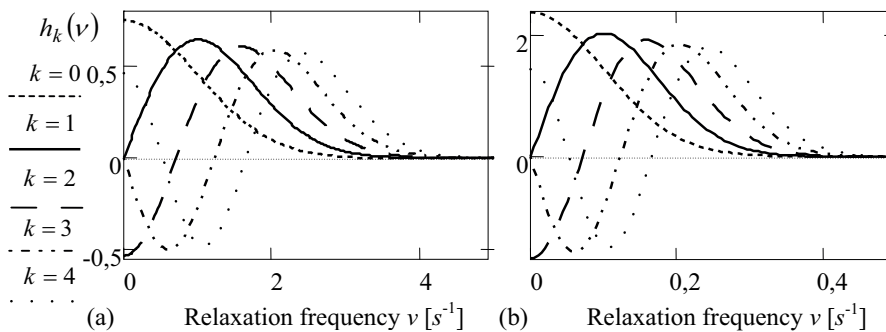 h_k(ν)
k = 0
k = 1
k = 2
k = 3
k = 4
0,5
0
-0,5
0 2 4
(a) Relaxation frequency ν [s⁻¹]
2
0
0 0,2 0,4
(b) Relaxation frequency ν [s⁻¹]